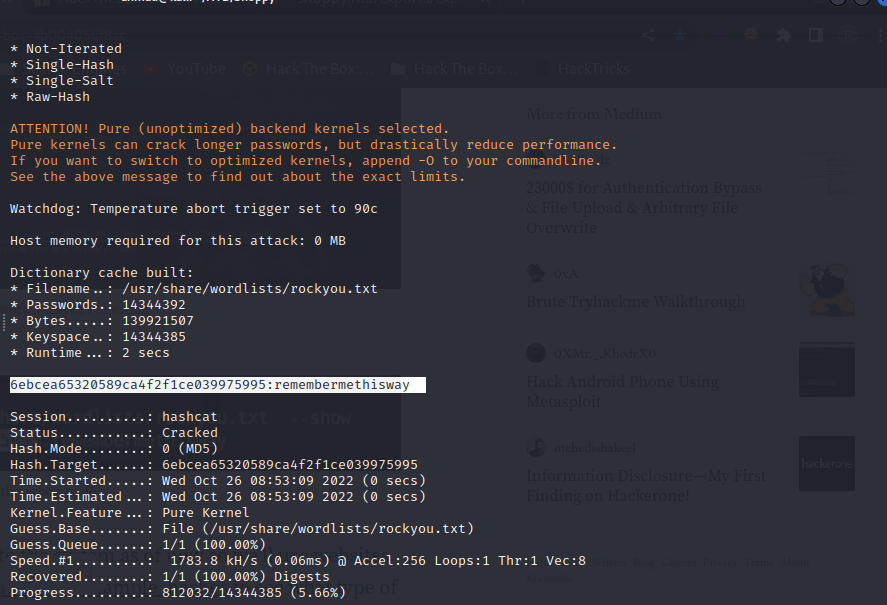 * Not-Iterated
* Single-Hash
* Single-Salt
* Raw-Hash
ATTENTION! Pure (unoptimized) backend kernels selected.
Pure kernels can crack longer passwords, but drastically reduce performance.
If you want to switch to optimized kernels, append -O to your commandline.
See the above message to find out about the exact limits.
Watchdog: Temperature abort trigger set to 90c
Host memory required for this attack: 0 MB
Dictionary cache built:
* Filename..: /usr/share/wordlists/rockyou.txt
* Passwords.: 14344392
* Bytes.....: 139921507
* Keyspace..: 14344385
* Runtime...: 2 secs
6ebcea65320589ca4f2f1ce039975995:remembermethisway
Session..........: hashcat
Status...........: Cracked
Hash.Mode........: 0 (MD5)
Hash.Target......: 6ebcea65320589ca4f2f1ce039975995
Time.Started.....: Wed Oct 26 08:53:09 2022 (0 secs)
Time.Estimated...: Wed Oct 26 08:53:09 2022 (0 secs)
Kernel.Feature...: Pure Kernel
Guess.Base.......: File (/usr/share/wordlists/rockyou.txt)
Guess.Queue......: 1/1 (100.00%)
Speed.#1.........: 1783.8 kH/s (0.06ms) @ Accel:256 Loops:1 Thr:1 Vec:8
Recovered........: 1/1 (100.00%) Digests
Progress.........: 812032/14344385 (5.66%)
YouTube
Hack The Box:...
Hack The Box...
HackTricks
More from Medium
23000$ for Authentication Bypass
& File Upload & Arbitrary File
Overwrite
0xA
Brute Tryhackme Walkthrough
0XMr._.KhedrX0
Hack Android Phone Using
Metasploit
mehedishakeel
Information Disclosure—My First
Finding on Hackerone!
hackerone